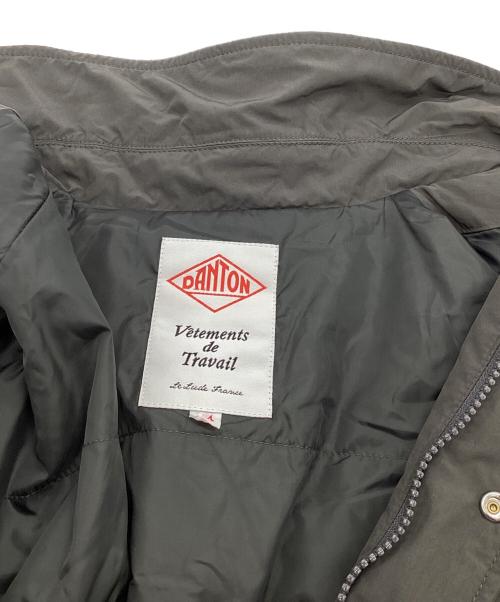 DANTON
Vêtements
de
Travail
Le Lude France